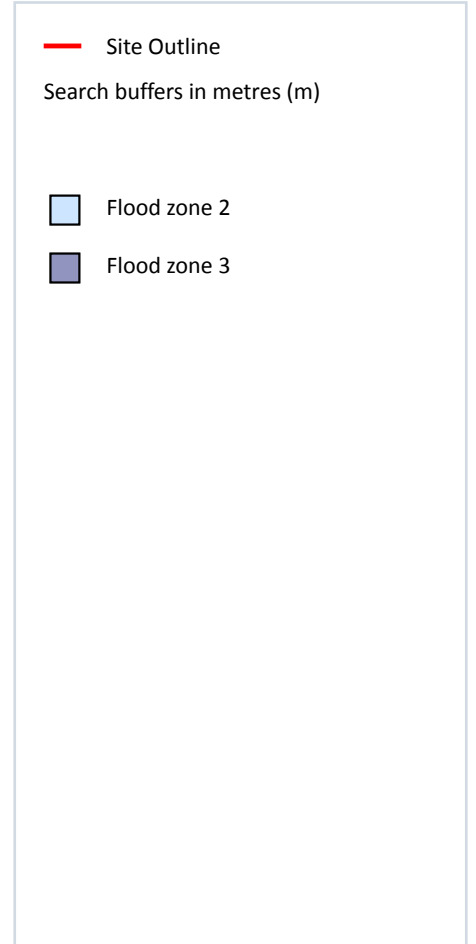 Site Outline
Search buffers in metres (m)
Flood zone 2
Flood zone 3